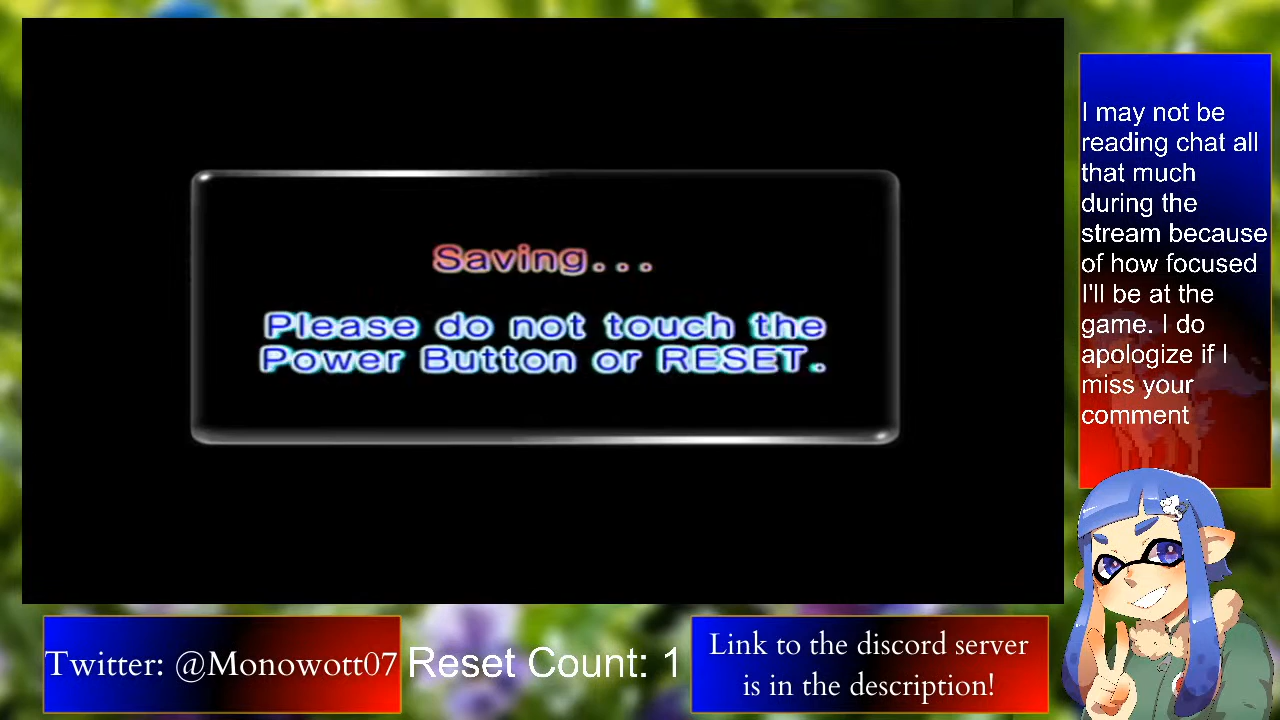 Saving...
Please do not touch the
Power Button or RESET.
I may not be
reading chat all
that much
during the
stream because
of how focused
I'll be at the
game. I do
apologize if I
miss your
comment
Twitter: @Monowott07
Reset Count: 1
Link to the discord server
is in the description!